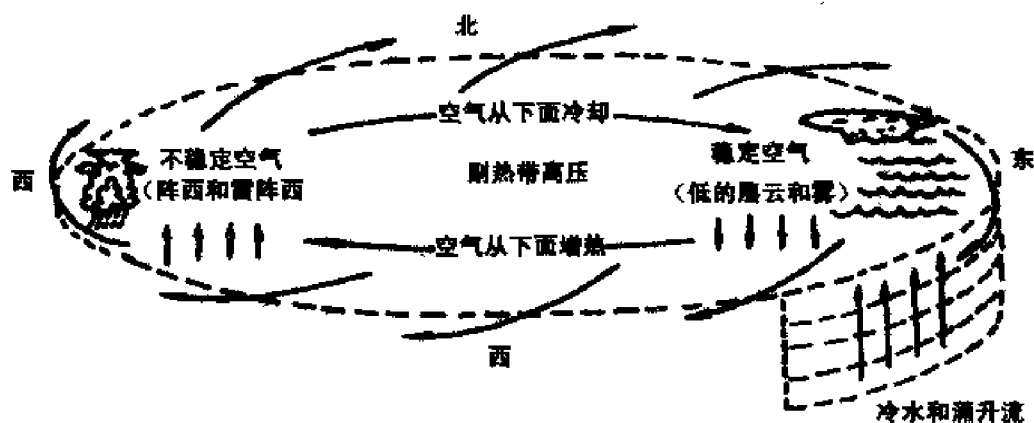 北
空气从下面冷却
不稳定空气
稳定空气
西
副热带高压
东
(阵西和雷阵西
(低的层云和雾)
空气从下面增热
西
冷水和涌升流